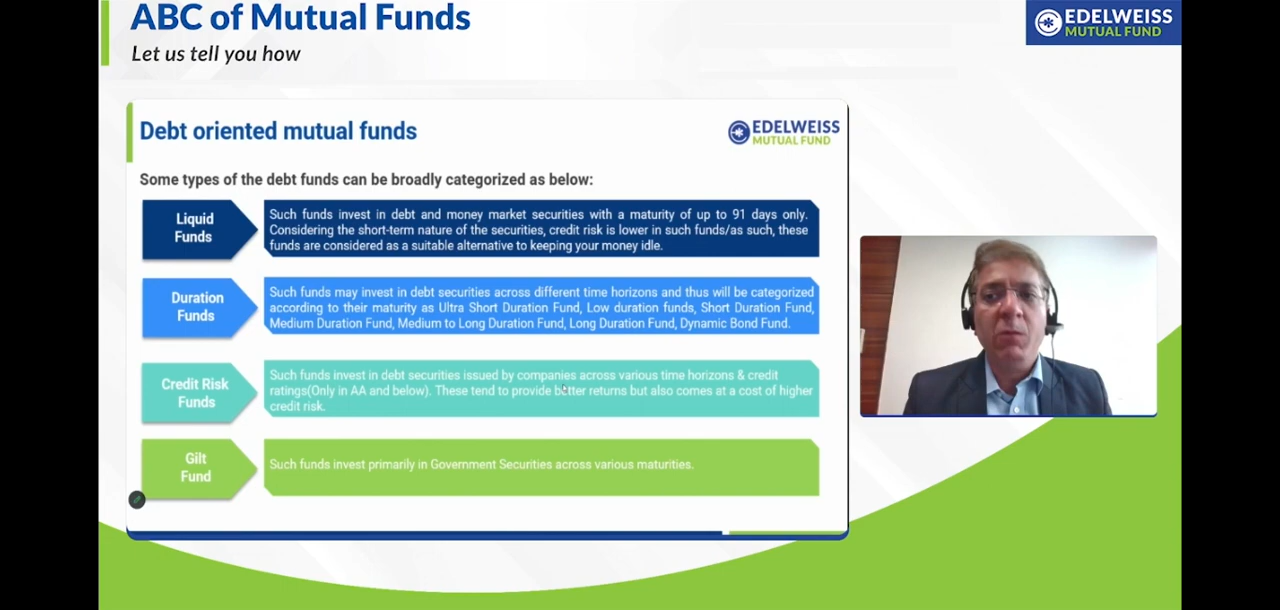 ABC of Mutual Funds
Let us tell you how
EDELWEISS
MUTUAL FUND
Debt oriented mutual funds
EDELWEISS
MUTUAL FUND
Some types of the debt funds can be broadly categorized as below:
Liquid
Funds
Such funds invest in debt and money market securities with a maturity of up to 91 days only.
Considering the short-term nature of the securities, credit risk is lower in such funds/as such, these
funds are considered as a suitable alternative to keeping your money idle.
Duration
Funds
Such funds may invest in debt securities across different time horizons and thus will be categorized
according to their maturity as Ultra Short Duration Fund, Low duration funds, Short Duration Fund,
Medium Duration Fund, Medium to Long Duration Fund, Long Duration Fund, Dynamic Bond Fund.
Credit Risk
Funds
Such funds invest in debt securities issued by companies across various time horizons & credit
ratings(Only in AA and below). These tend to provide better returns but also comes at a cost of higher
credit risk.
Gilt
Fund
Such funds invest primarily in Government Securities across various maturities.